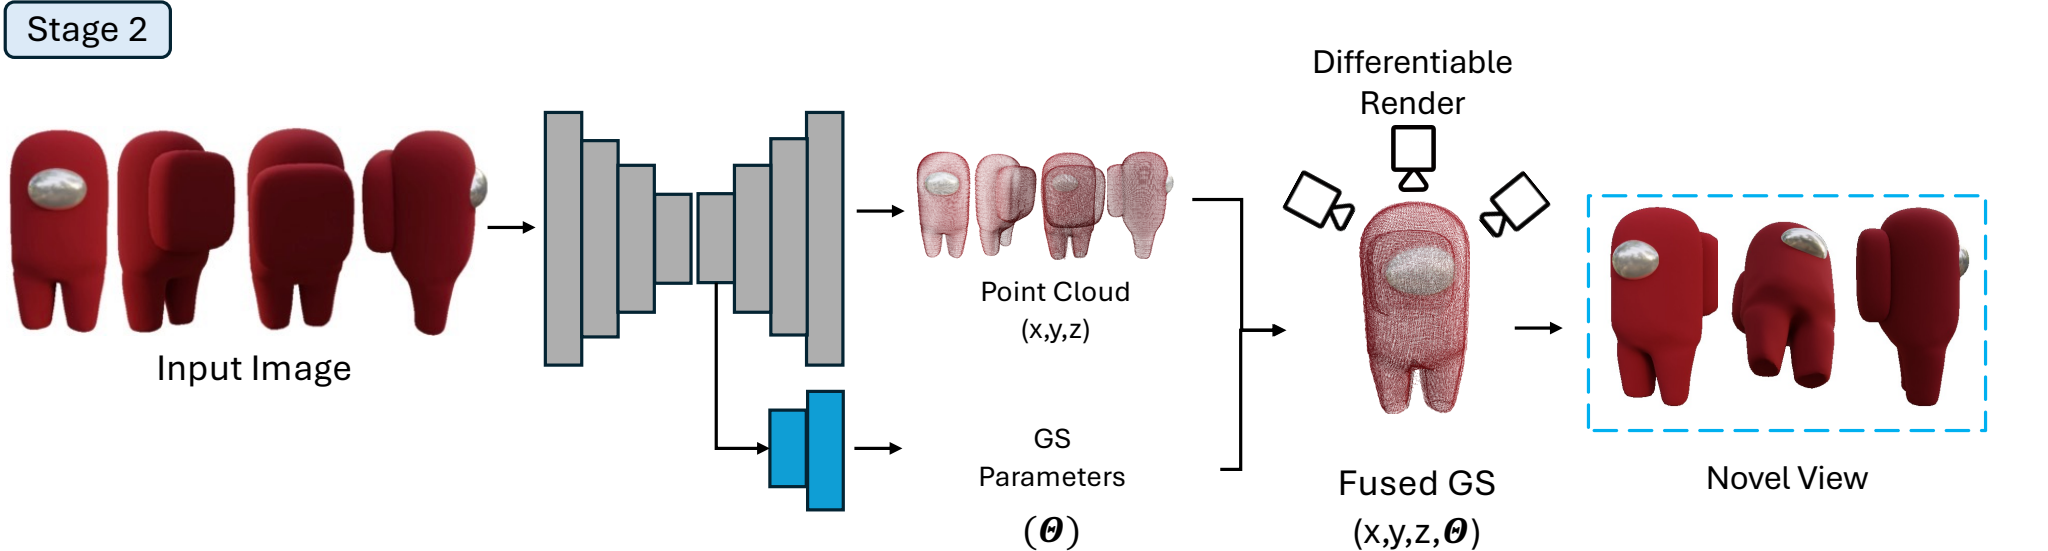 Stage 2
Input Image
Point Cloud
(x,y,z)
GS
Parameters
(Θ)
Differentiable
Render
Fused GS
(x,y,z,Θ)
Novel View